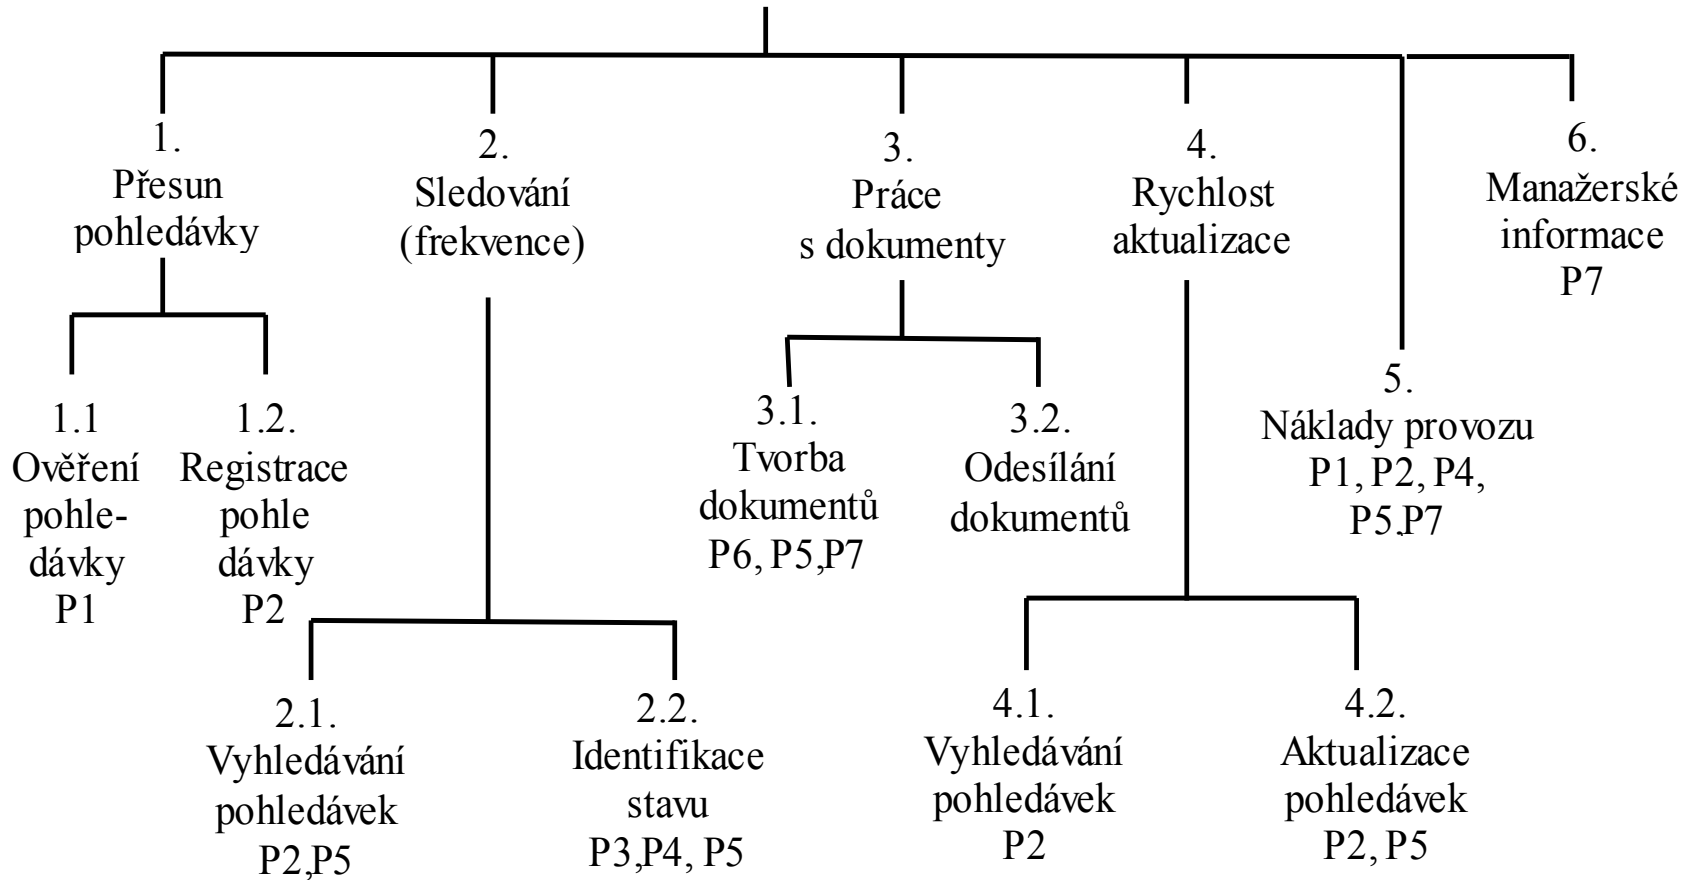 1.
Přesun
pohledávky
2.
Sledování
(frekvence)
3.
Práce
s dokumenty
4.
Rychlost
aktualizace
6.
Manažerské
informace
P7
5.
Náklady provozu
P1, P2, P4,
P5,P7
1.1
Ověření
pohle-
dávky
P1
1.2.
Registrace
pohle
dávky
P2
3.1.
Tvorba
dokumentů
P6, P5,P7
3.2.
Odesílání
dokumentů
2.1.
Vyhledávání
pohledávek
P2,P5
2.2.
Identifikace
stavu
P3,P4, P5
4.1.
Vyhledávání
pohledávek
P2
4.2.
Aktualizace
pohledávek
P2, P5